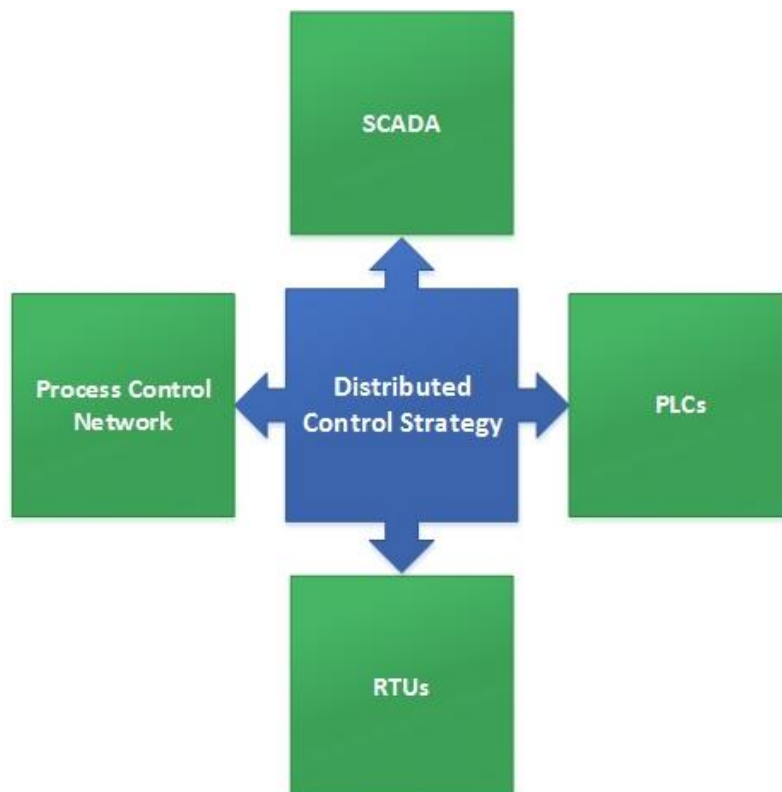 SCADA
Process Control
Network
Distributed
Control Strategy
PLCs
RTUs